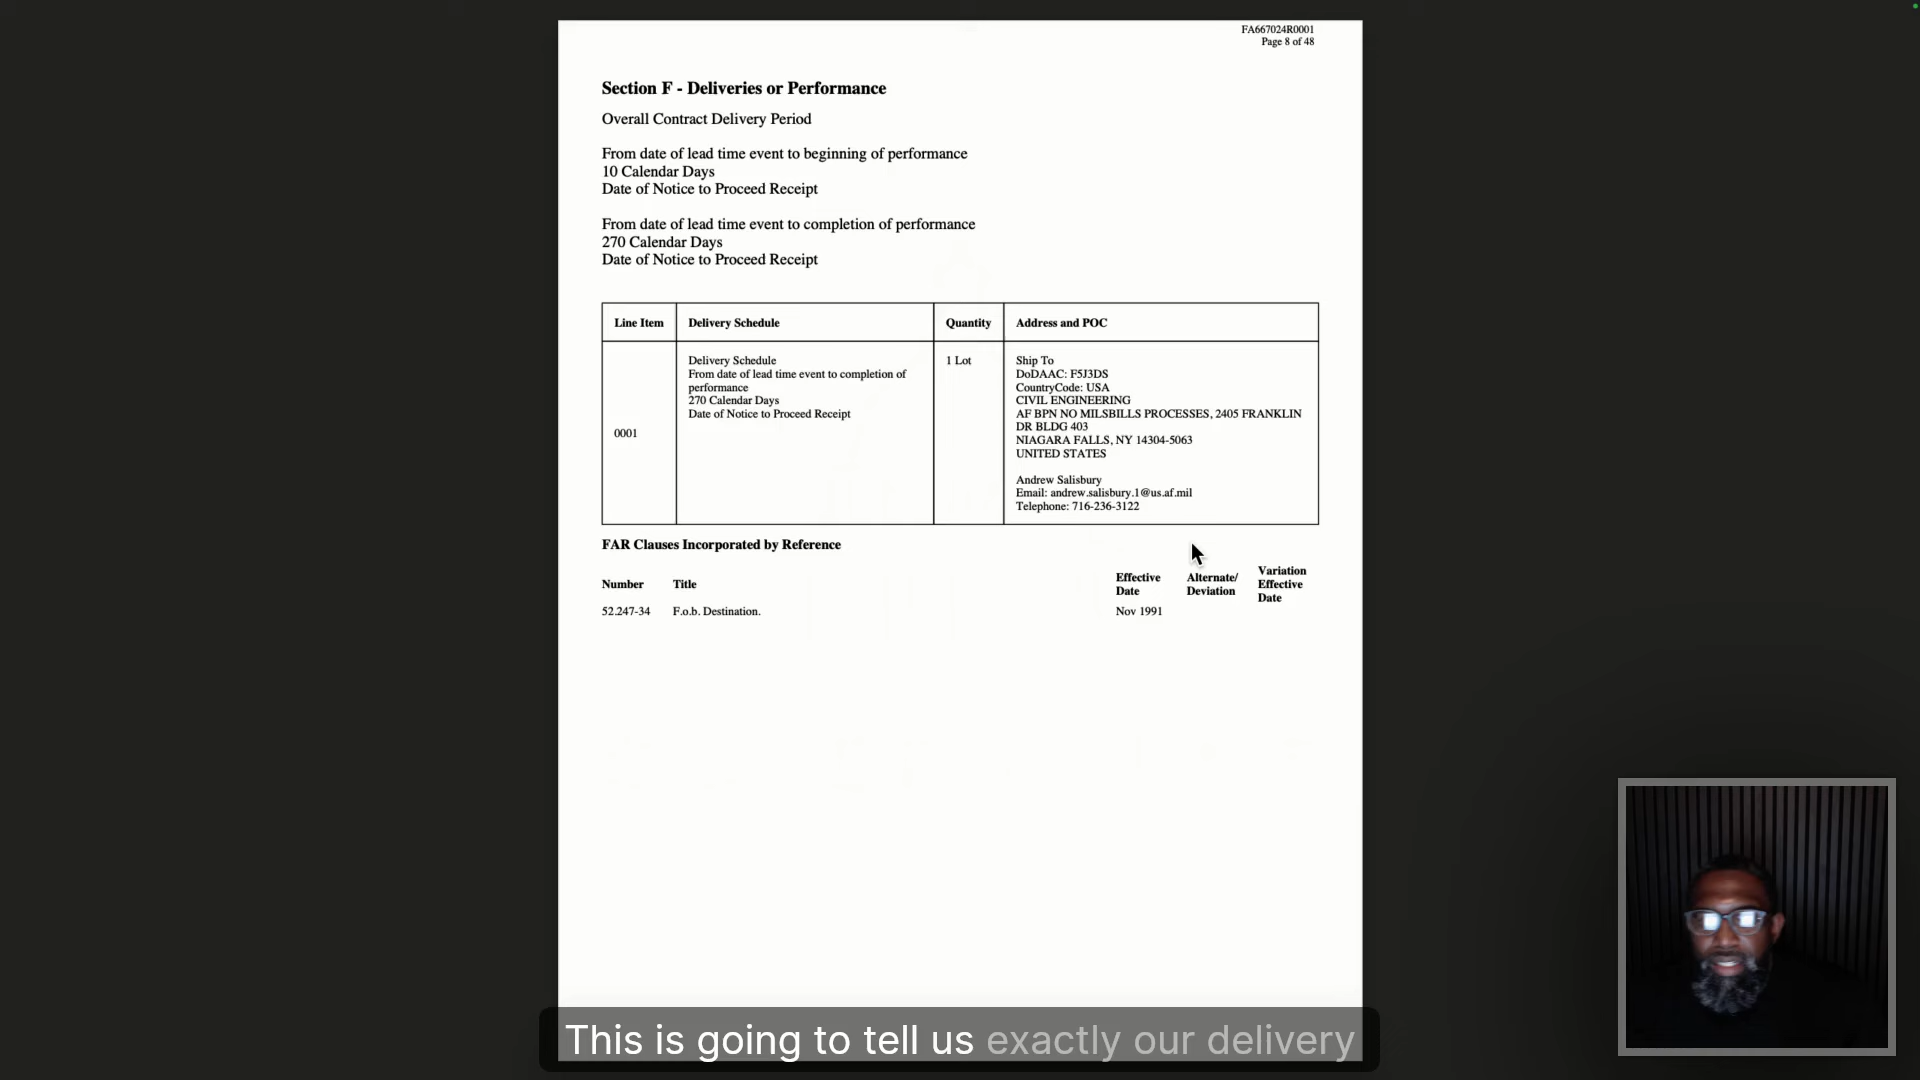 FA667024R0001
Page 8 of 48
Section F - Deliveries or Performance
Overall Contract Delivery Period
From date of lead time event to beginning of performance
10 Calendar Days
Date of Notice to Proceed Receipt
From date of lead time event to completion of performance
270 Calendar Days
Date of Notice to Proceed Receipt
Line Item
Delivery Schedule
Quantity
Address and POC
0001
Delivery Schedule
From date of lead time event to completion of
performance
270 Calendar Days
Date of Notice to Proceed Receipt
1 Lot
Ship To
DoDAAC: F5J3DS
CountryCode: USA
CIVIL ENGINEERING
AF BPN NO MILSBILLS PROCESSES, 2405 FRANKLIN
DR BLDG 403
NIAGARA FALLS, NY 14304-5063
UNITED STATES
Andrew Salisbury
Email: andrew.salisbury.1@us.af.mil
Telephone: 716-236-3122
FAR Clauses Incorporated by Reference
Number
Title
Effective
Date
Alternate/
Deviation
Variation
Effective
Date
52.247-34
F.o.b. Destination.
Nov 1991
This is going to tell us exactly our delivery